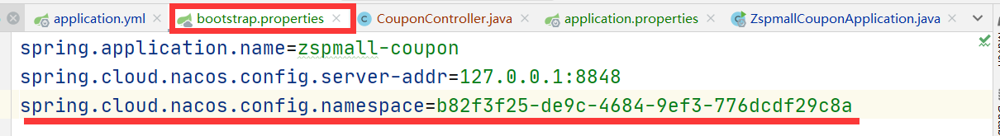 application.yml bootstrap.properties CouponController.java application.properties ZspmallCouponApplication.java
spring.application.name=zspmall-coupon
spring.cloud.nacos.config.server-addr=127.0.0.1:8848
spring.cloud.nacos.config.namespace=b82f3f25-de9c-4684-9ef3-776dcdf29c8a